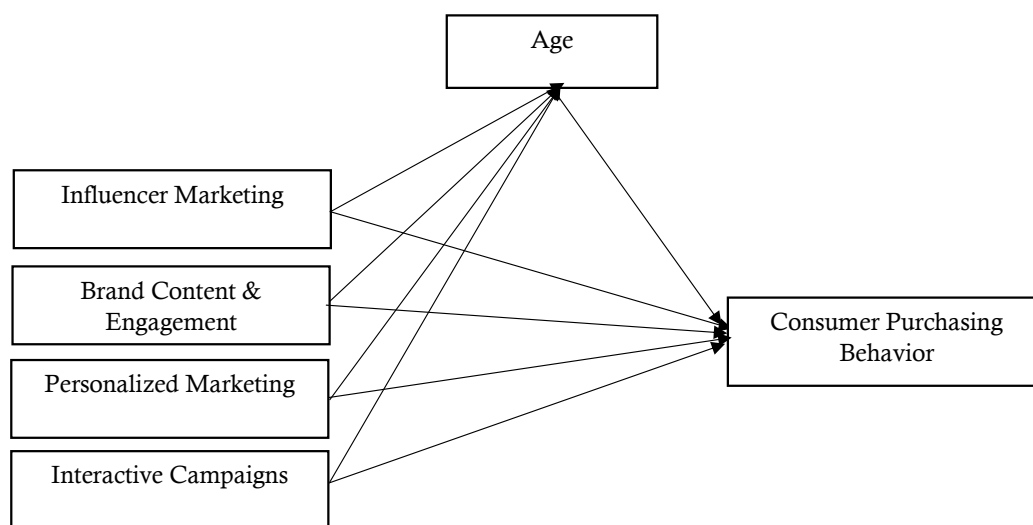 Age
Influencer Marketing
Brand Content &
Engagement
Personalized Marketing
Interactive Campaigns
Consumer Purchasing
Behavior